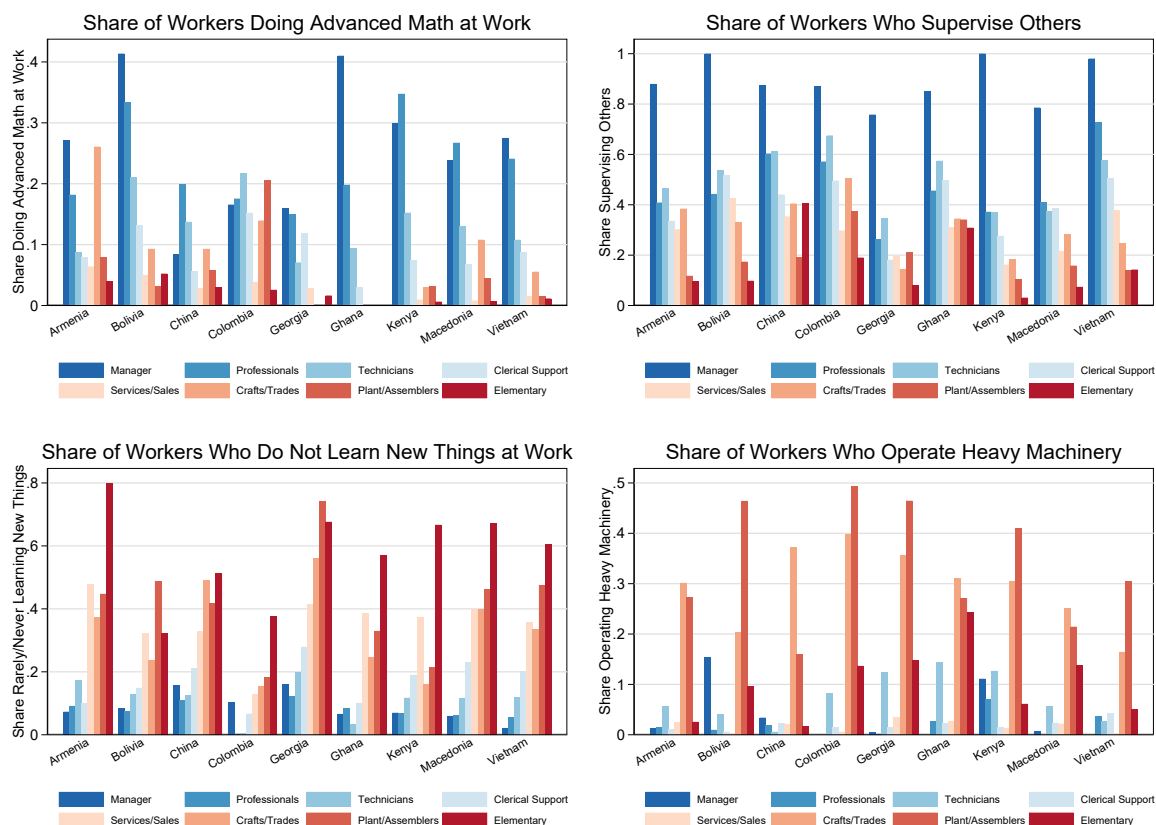 Share of Workers Doing Advanced Math at Work
Share Doing Advanced Math at Work
.4
.3
.2
.1
0
Armenia
Bolivia
China
Colombia
Georgia
Ghana
Kenya
Macedonia
Vietnam
Manager Professionals Technicians Clerical Support
Services/Sales Crafts/Trades Plant/Assemblers Elementary
Share of Workers Who Supervise Others
Share Supervising Others
1
.8
.6
.4
.2
0
Armenia
Bolivia
China
Colombia
Georgia
Ghana
Kenya
Macedonia
Vietnam
Manager Professionals Technicians Clerical Support
Services/Sales Crafts/Trades Plant/Assemblers Elementary
Share of Workers Who Do Not Learn New Things at Work
Share Rarely/Never Learning New Things
.8
.6
.4
.2
0
Armenia
Bolivia
China
Colombia
Georgia
Ghana
Kenya
Macedonia
Vietnam
Manager Professionals Technicians Clerical Support
Services/Sales Crafts/Trades Plant/Assemblers Elementary
Share of Workers Who Operate Heavy Machinery
Share Operating Heavy Machinery
.5
.4
.3
.2
.1
0
Armenia
Bolivia
China
Colombia
Georgia
Ghana
Kenya
Macedonia
Vietnam
Manager Professionals Technicians Clerical Support
Services/Sales Crafts/Trades Plant/Assemblers Elementary